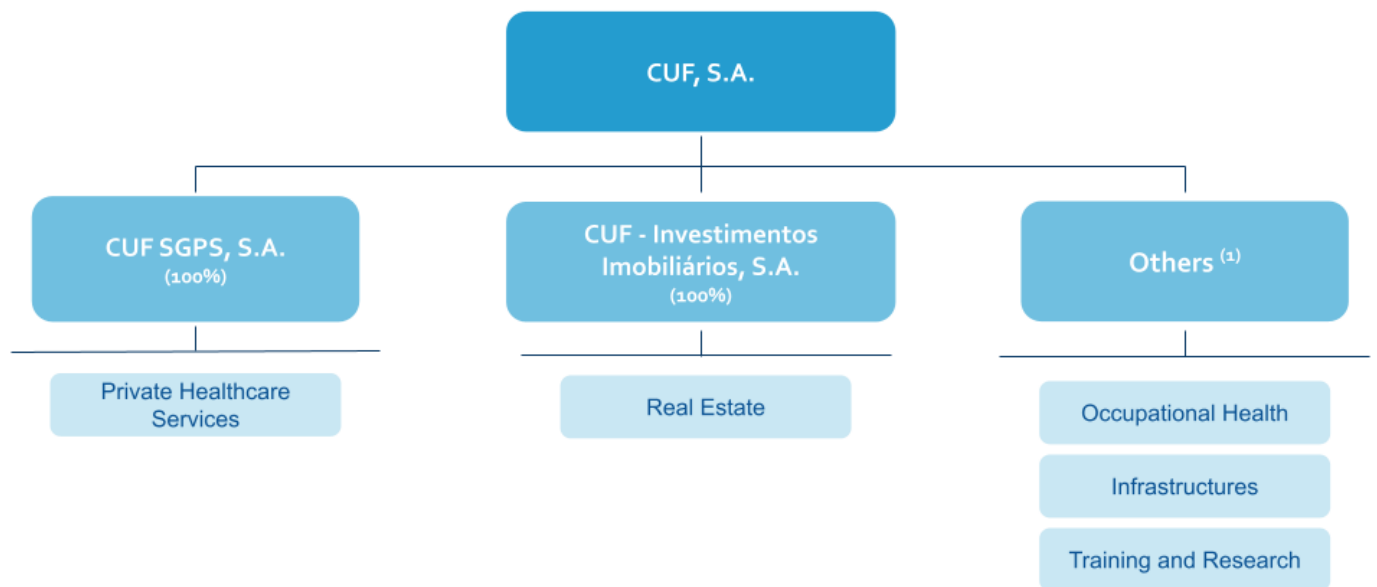 CUF, S.A.
CUF SGPS, S.A.
(100%)
CUF - Investimentos
Imobiliários, S.A.
(100%)
Others (1)
Private Healthcare
Services
Real Estate
Occupational Health
Infrastructures
Training and Research